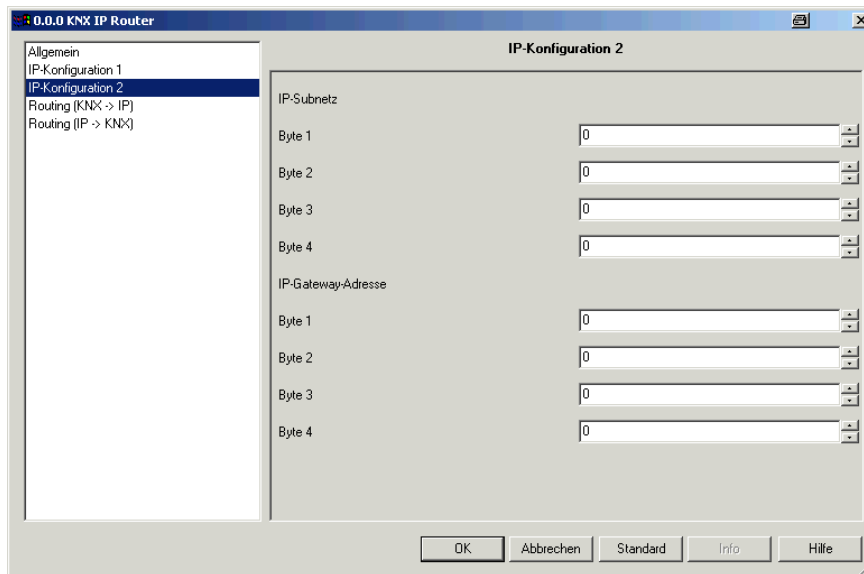 0.0.0 KNX IP Router
Allgemein
IP-Konfiguration 1
IP-Konfiguration 2
Routing (KNX -> IP)
Routing (IP -> KNX)
IP-Konfiguration 2
IP-Subnetz
Byte 1 0
Byte 2 0
Byte 3 0
Byte 4 0
IP-Gateway-Adresse
Byte 1 0
Byte 2 0
Byte 3 0
Byte 4 0
OK Abbrechen Standard Info Hilfe